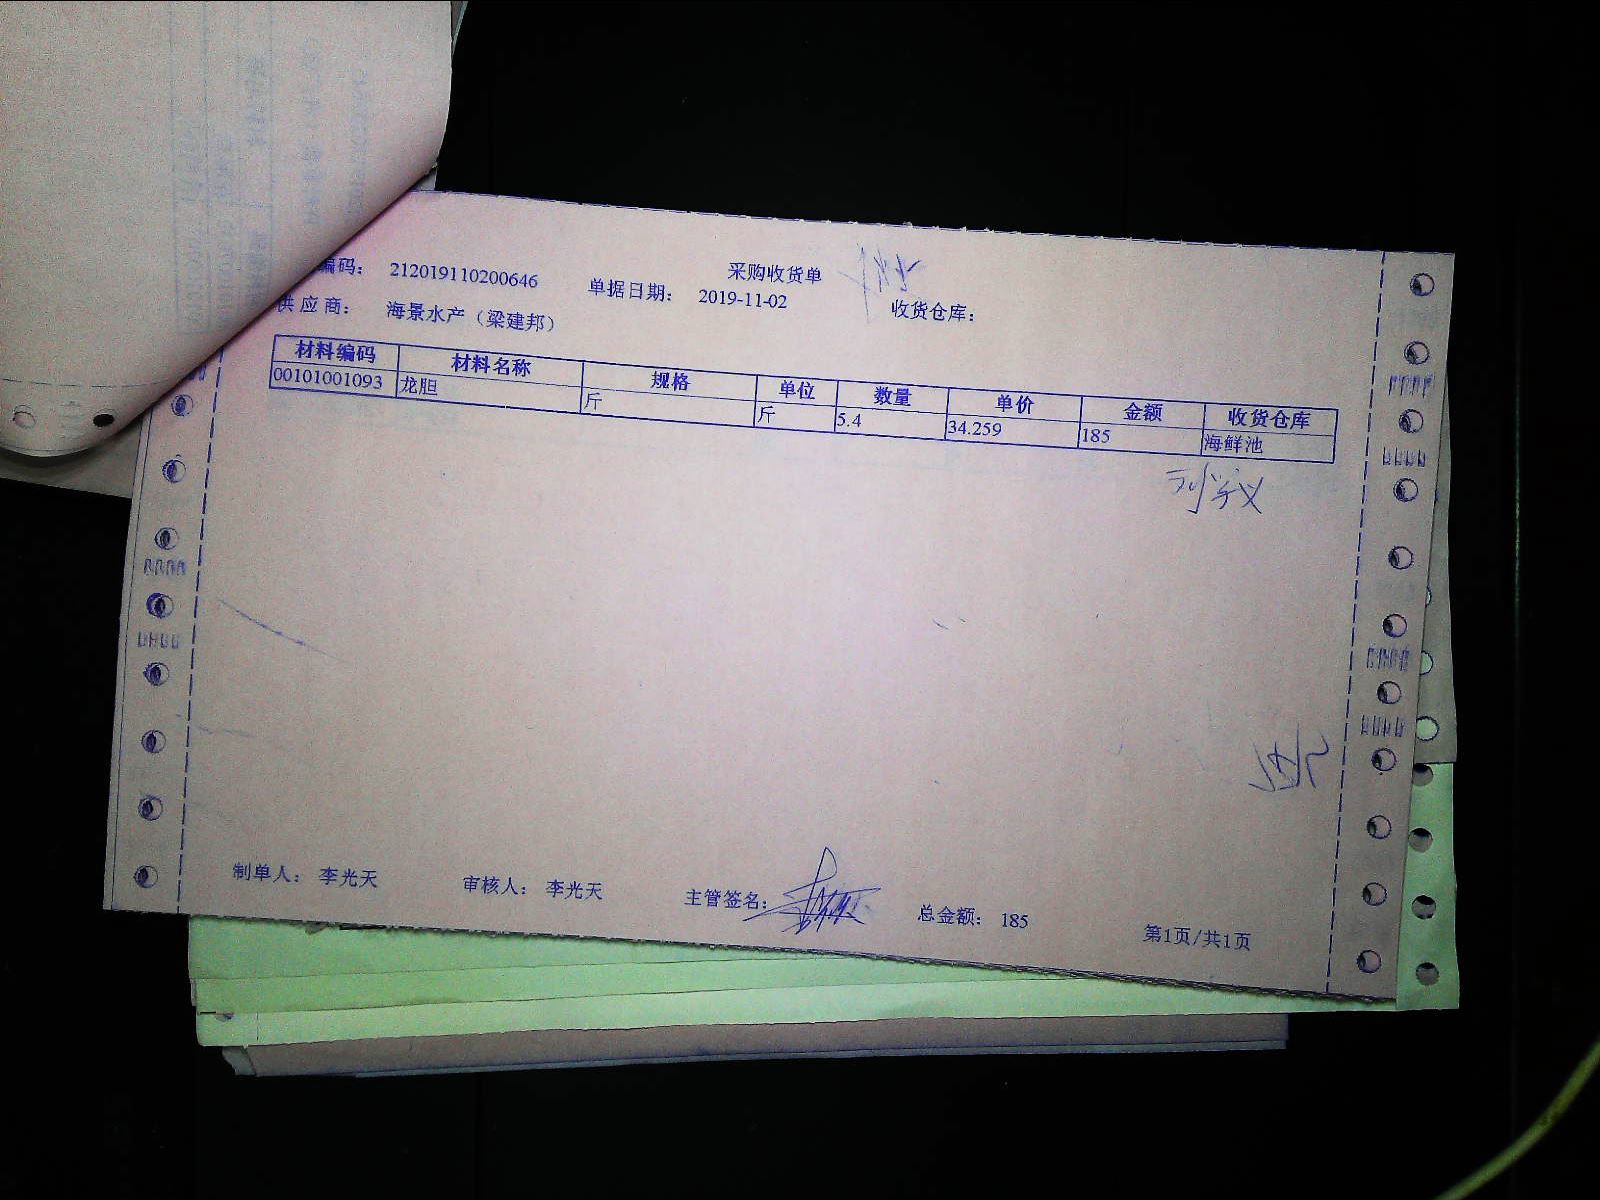 采购收货单
编码： 212019110200646 单据日期： 2019-11-02 收货仓库：
供应商： 海景水产（梁建邦）
材料编码 材料名称 规格 单位 数量 单价 金额 收货仓库
00101001093 龙胆 斤 斤 5.4 34.259 185 海鲜池
制单人： 李光天 审核人： 李光天 主管签名： 总金额： 185 第1页/共1页